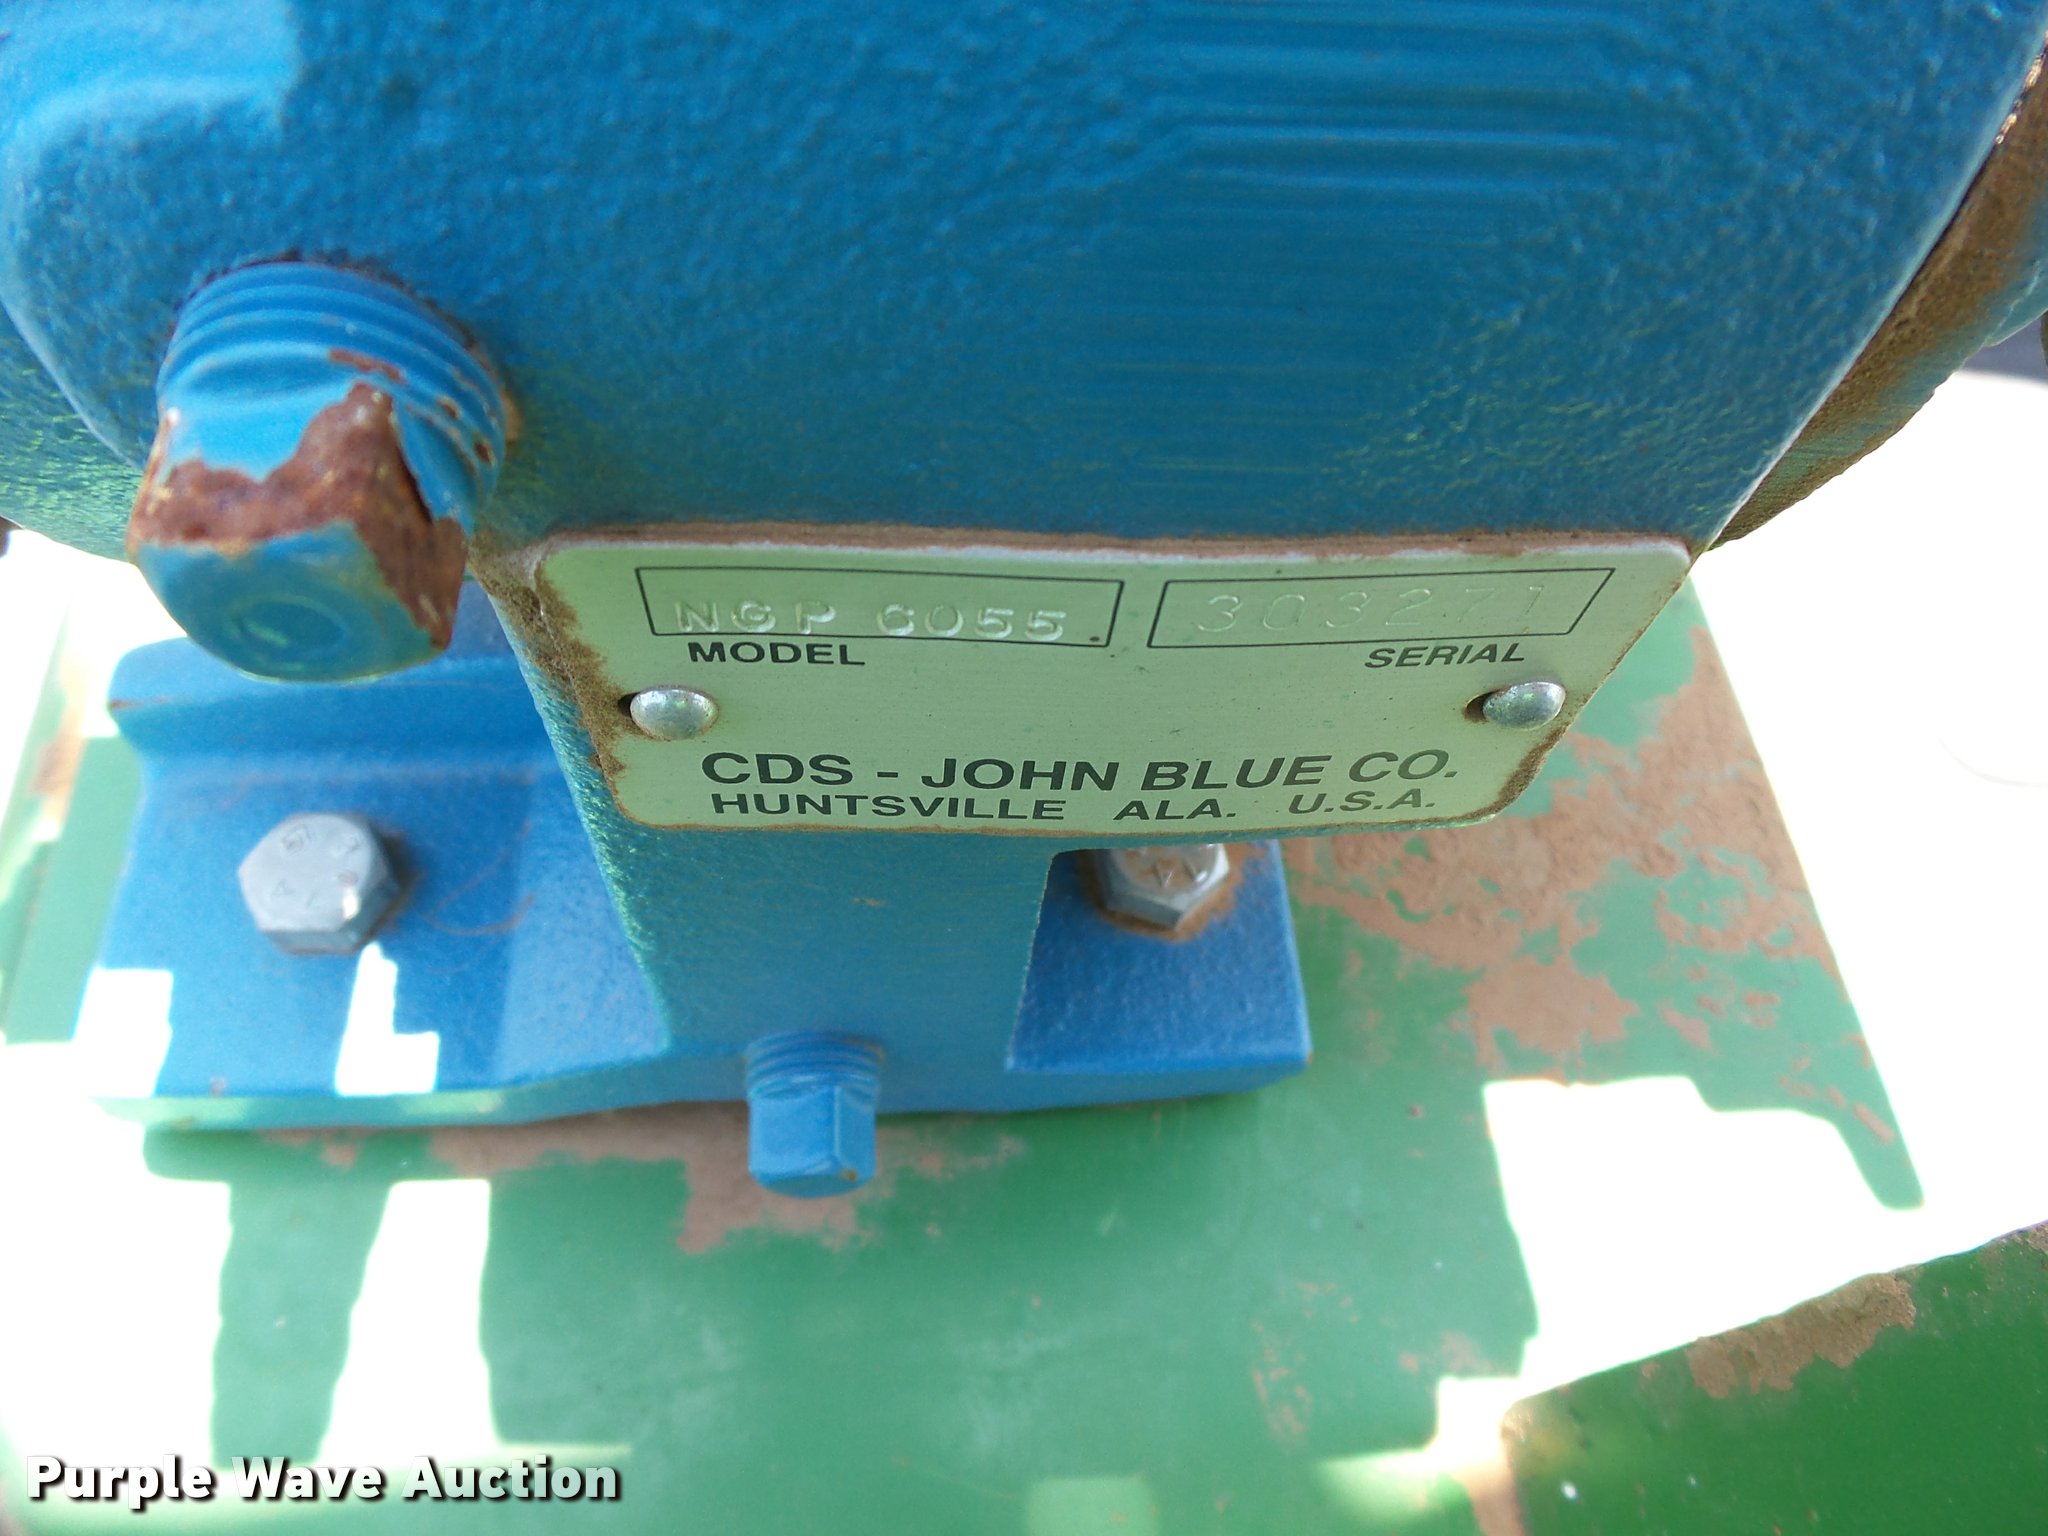 NGP 6055 303271
MODEL SERIAL
CDS - JOHN BLUE CO.
HUNTSVILLE ALA. U.S.A.
Purple Wave Auction